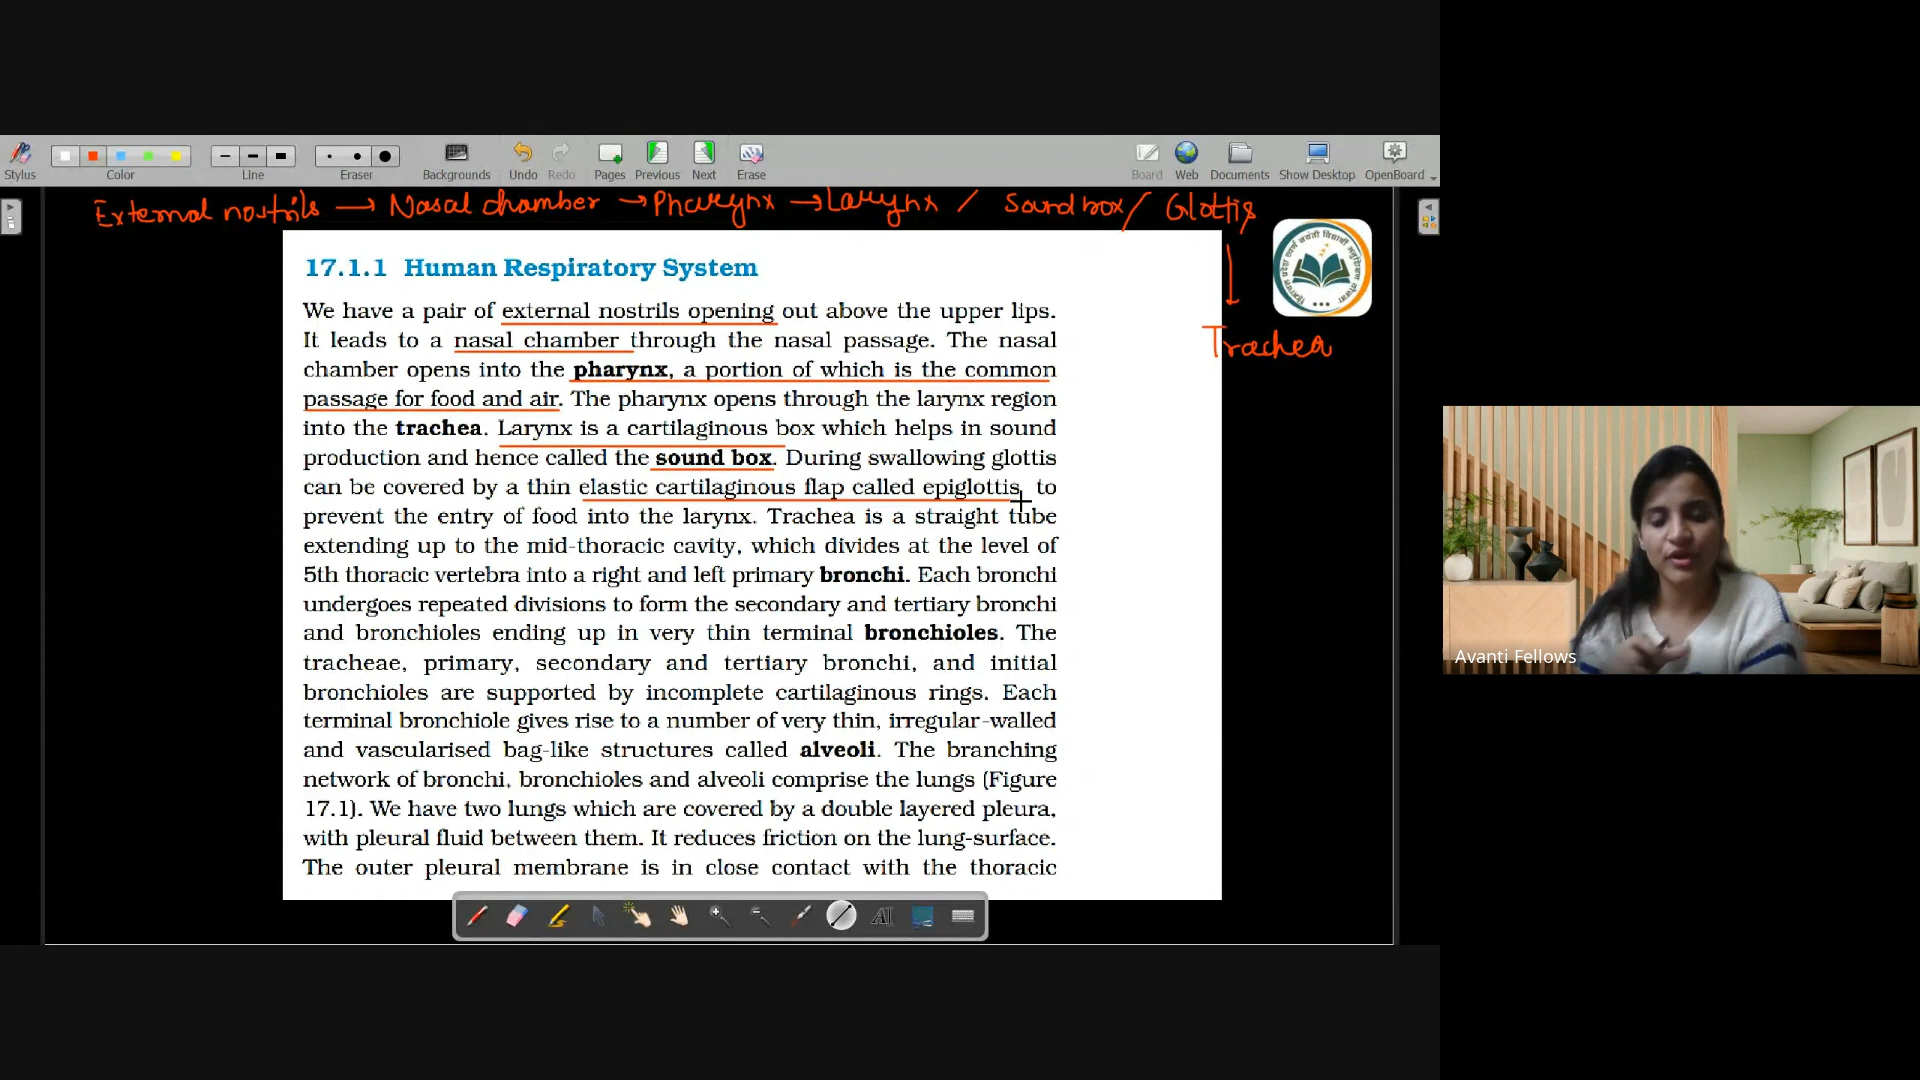 Stylus
Color
Line
Eraser
Backgrounds
Undo
Redo
Pages
Previous
Next
Erase
Board
Web
Documents
Show Desktop
OpenBoard
External nostrils → Nasal chamber → Pharynx → Larynx / Sound box / Glottis
↓
Trachea
17.1.1 Human Respiratory System
We have a pair of external nostrils opening out above the upper lips.
It leads to a nasal chamber through the nasal passage. The nasal
chamber opens into the pharynx, a portion of which is the common
passage for food and air. The pharynx opens through the larynx region
into the trachea. Larynx is a cartilaginous box which helps in sound
production and hence called the sound box. During swallowing glottis
can be covered by a thin elastic cartilaginous flap called epiglottis to
prevent the entry of food into the larynx. Trachea is a straight tube
extending up to the mid-thoracic cavity, which divides at the level of
5th thoracic vertebra into a right and left primary bronchi. Each bronchi
undergoes repeated divisions to form the secondary and tertiary bronchi
and bronchioles ending up in very thin terminal bronchioles. The
tracheae, primary, secondary and tertiary bronchi, and initial
bronchioles are supported by incomplete cartilaginous rings. Each
terminal bronchiole gives rise to a number of very thin, irregular-walled
and vascularised bag-like structures called alveoli. The branching
network of bronchi, bronchioles and alveoli comprise the lungs (Figure
17.1). We have two lungs which are covered by a double layered pleura,
with pleural fluid between them. It reduces friction on the lung-surface.
The outer pleural membrane is in close contact with the thoracic
Avanti Fellows